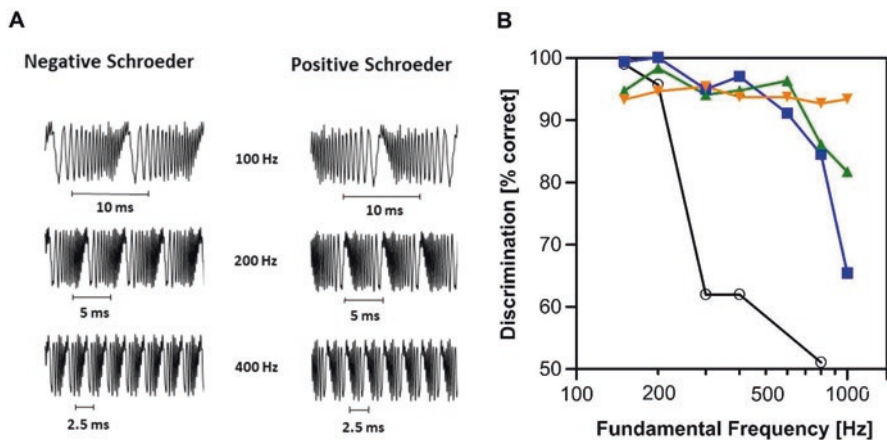 A
Negative Schroeder
Positive Schroeder
100 Hz
10 ms
10 ms
200 Hz
5 ms
5 ms
400 Hz
2.5 ms
2.5 ms
B
Discrimination [% correct]
100
90
80
70
60
50
100
200
500
1000
Fundamental Frequency [Hz]